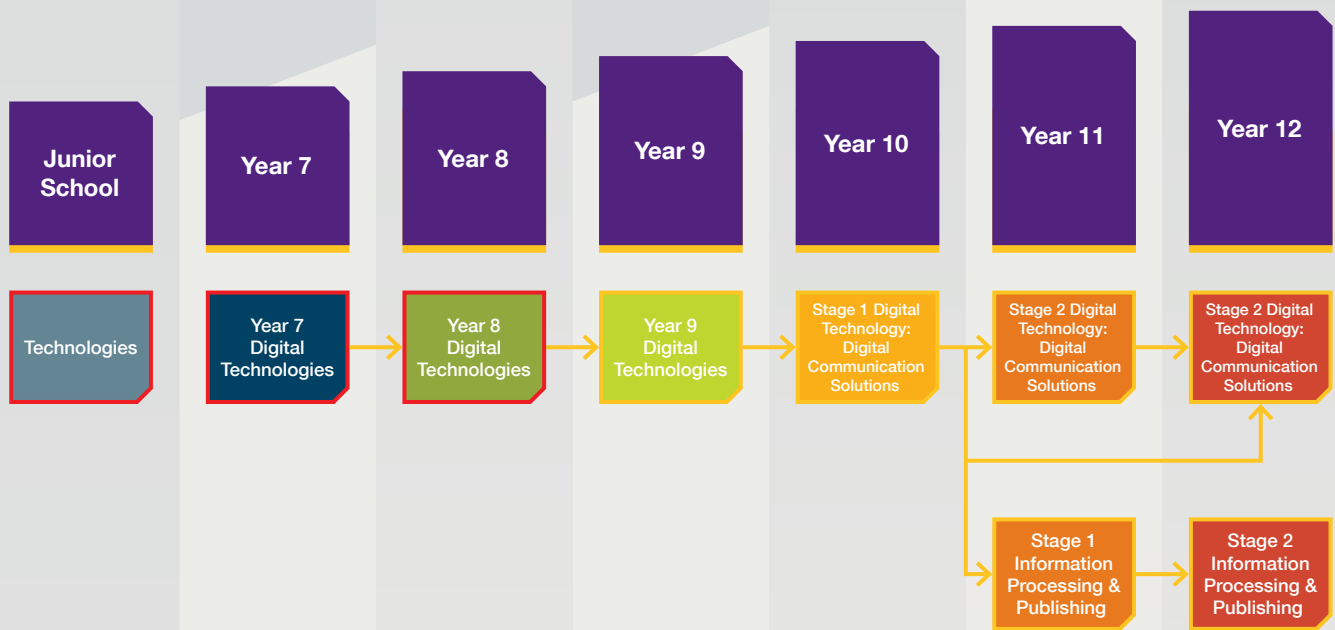 Junior
School
Year 7
Year 8
Year 9
Year 10
Year 11
Year 12
Technologies
Year 7
Digital
Technologies
Year 8
Digital
Technologies
Year 9
Digital
Technologies
Stage 1 Digital
Technology:
Digital
Communication
Solutions
Stage 2 Digital
Technology:
Digital
Communication
Solutions
Stage 2 Digital
Technology:
Digital
Communication
Solutions
Stage 1
Information
Processing &
Publishing
Stage 2
Information
Processing &
Publishing